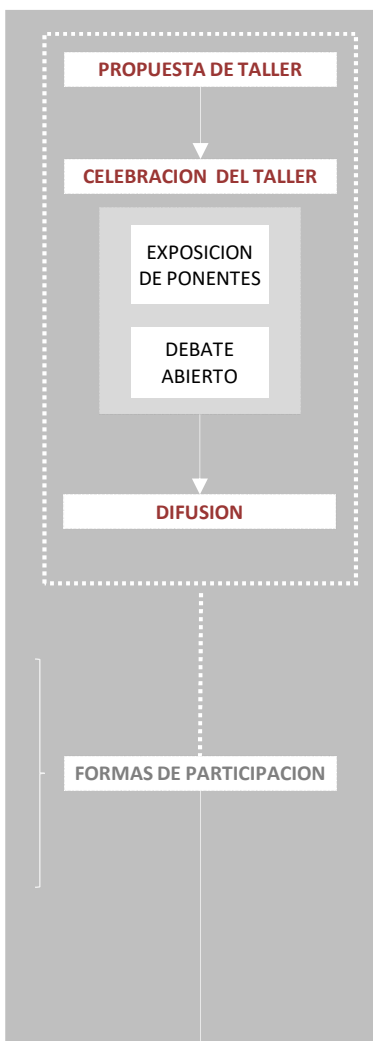 PROPUESTA DE TALLER
CELEBRACION DEL TALLER
EXPOSICION
DE PONENTES
DEBATE
ABIERTO
DIFUSION
FORMAS DE PARTICIPACION